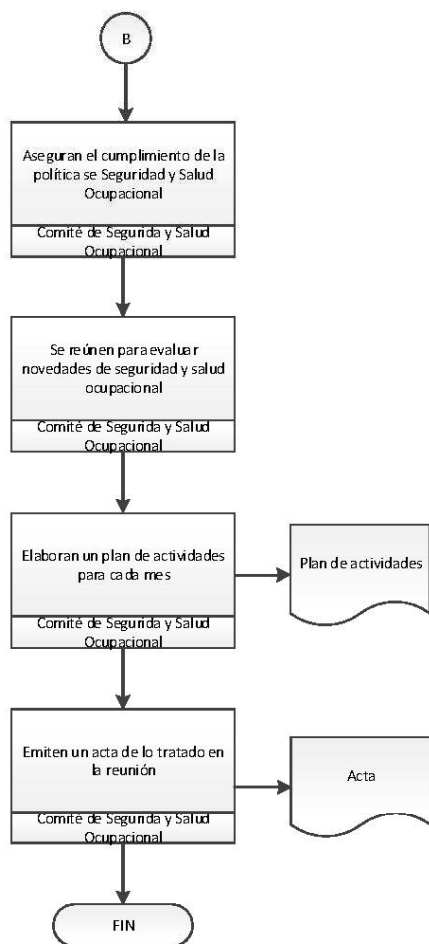 B
Aseguran el cumplimiento de la
política se Seguridad y Salud
Ocupacional
Comité de Segurida y Salud
Ocupacional
Se reúnen para evaluar
novedades de seguridad y salud
ocupacional
Comité de Segurida y Salud
Ocupacional
Elaboran un plan de actividades
para cada mes
Comité de Segurida y Salud
Ocupacional
Plan de actividades
Emiten un acta de lo tratado en
la reunión
Comité de Segurida y Salud
Ocupacional
Acta
FIN